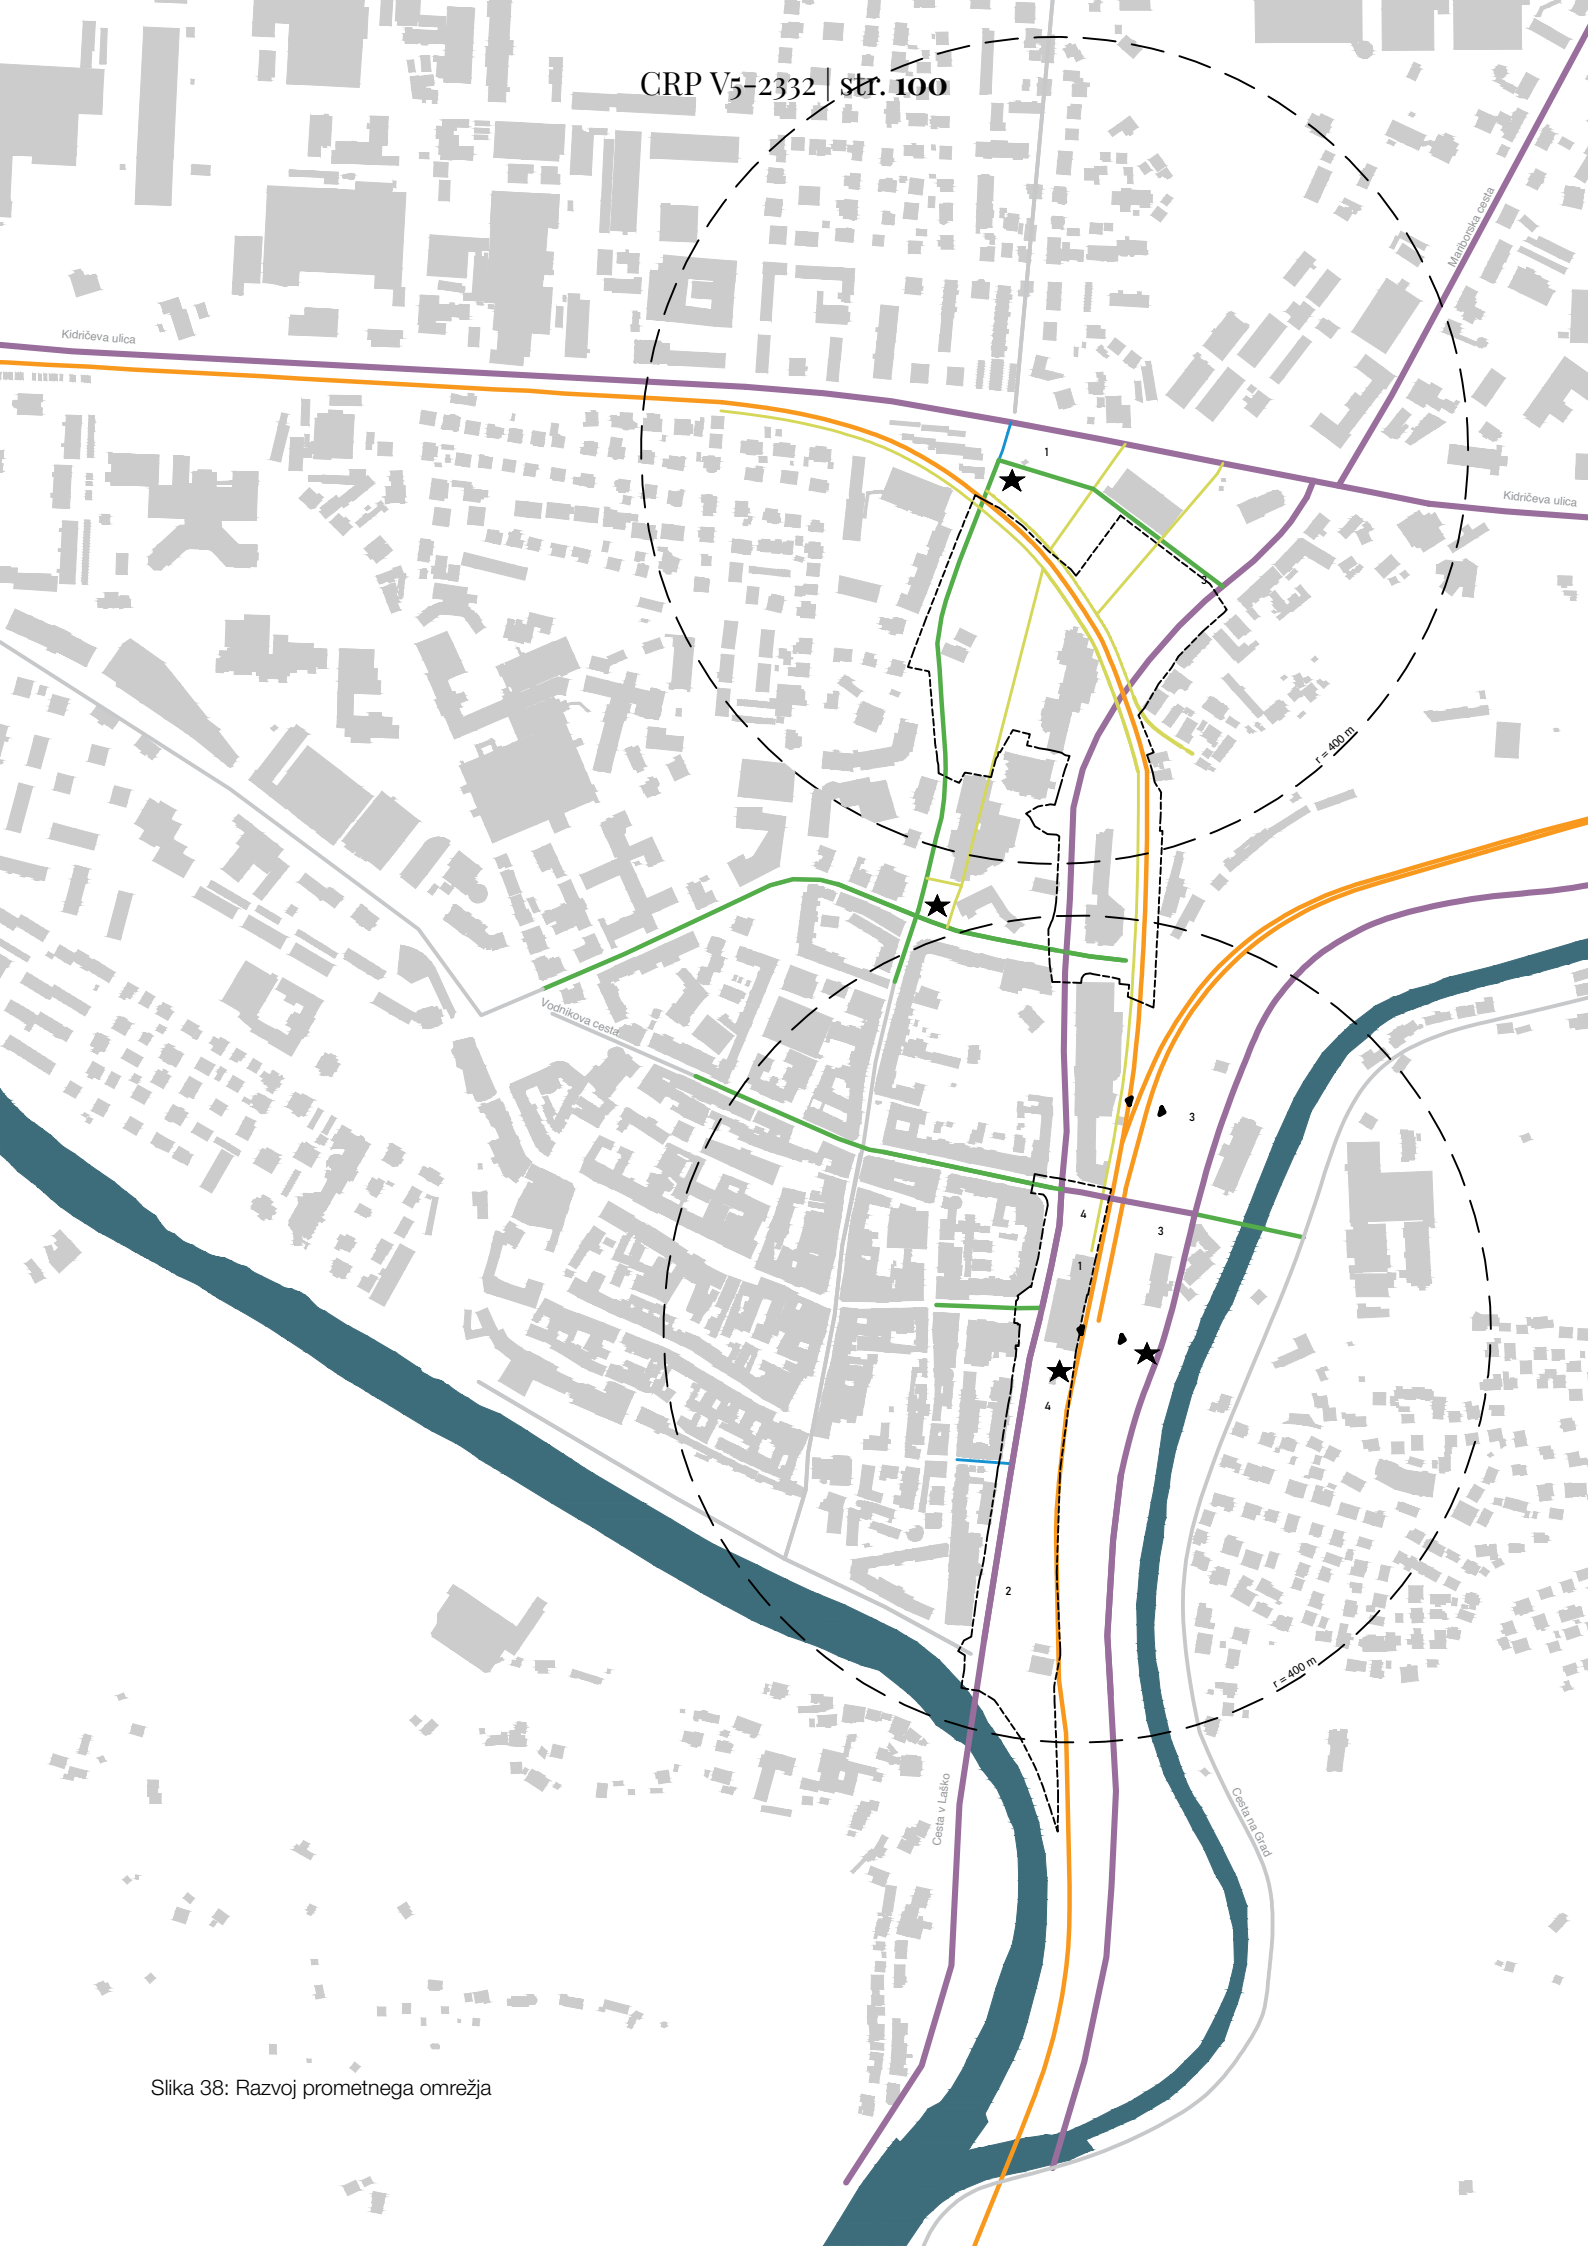 CRP V5-2332 | str. 100
Mariborska cesta
Kidričeva ulica
1
Kidričeva ulica
3
r = 400 m
Vodnikova cesta
3
4
3
1
4
2
r = 400 m
Cesta v Laško
Cesta na Grad
Slika 38: Razvoj prometnega omrežja